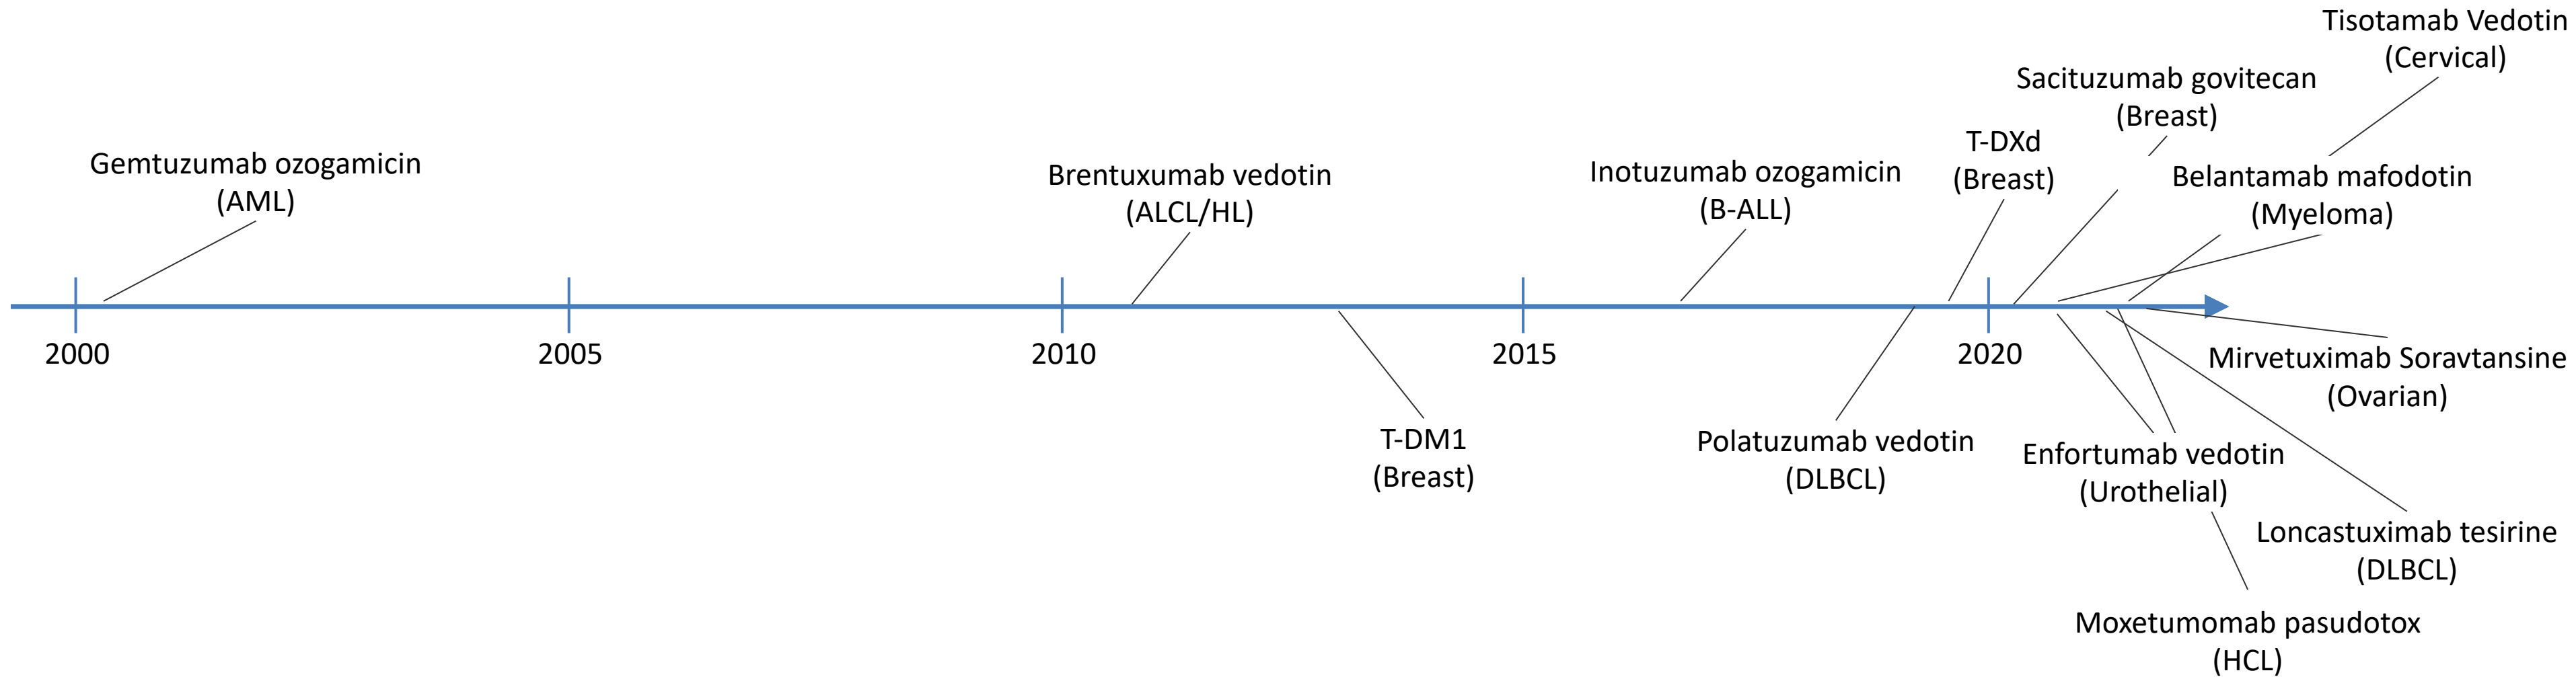 Tisotamab Vedotin
(Cervical)
Sacituzumab govitecan
(Breast)
T-DXd
(Breast)
Gemtuzumab ozogamicin
(AML)
Brentuxumab vedotin
(ALCL/HL)
Inotuzumab ozogamicin
(B-ALL)
Belantamab mafodotin
(Myeloma)
2000
2005
2010
2015
2020
Mirvetuximab Soravtansine
(Ovarian)
T-DM1
(Breast)
Polatuzumab vedotin
(DLBCL)
Enfortumab vedotin
(Urothelial)
Loncastuximab tesirine
(DLBCL)
Moxetumomab pasudotox
(HCL)